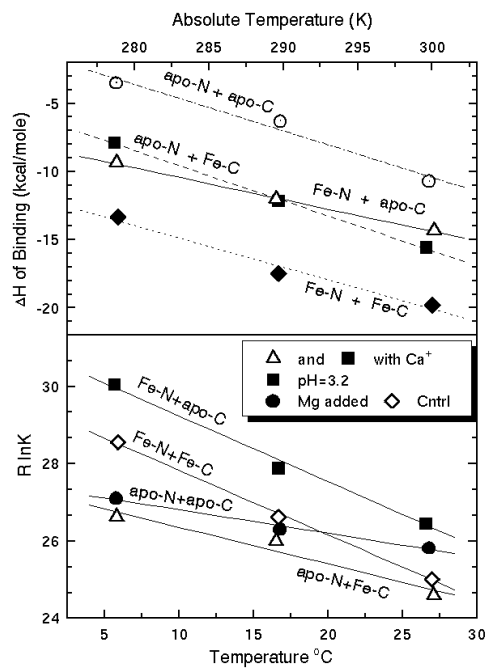 Absolute Temperature (K)
280 285 290 295 300
ΔH of Binding (kcal/mole)
-5
-10
-15
-20
apo-N + apo-C
apo-N + Fe-C
Fe-N + apo-C
Fe-N + Fe-C
and with Ca+
pH=3.2
Mg added Cntrl
R lnK
30
28
26
24
Fe-N+apo-C
Fe-N+Fe-C
apo-N+apo-C
apo-N+Fe-C
5 10 15 20 25 30
Temperature °C